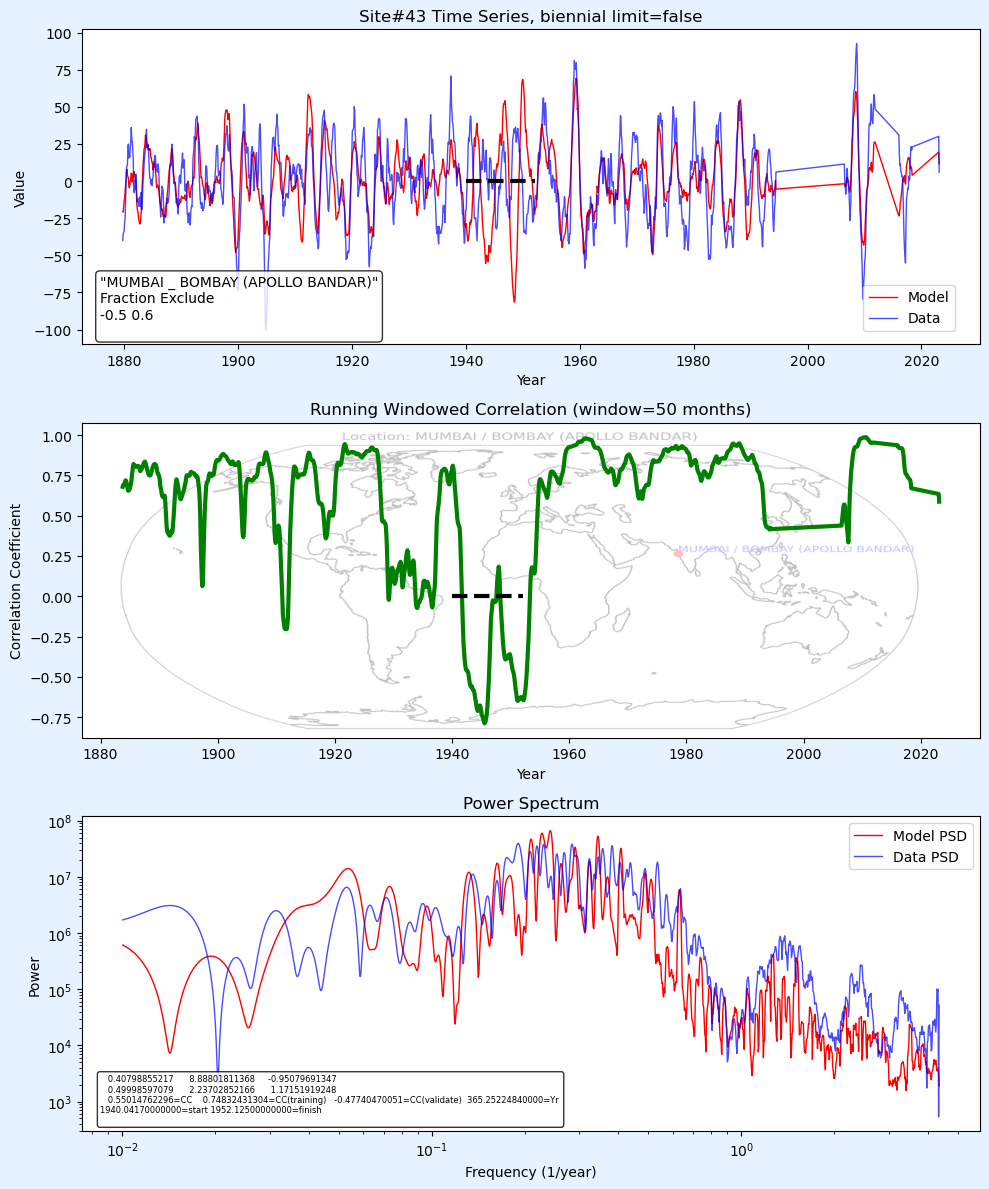 Site#43 Time Series, biennial limit=false
100
75
50
25
0
−25
−50
−75
−100
Value
"MUMBAI _ BOMBAY (APOLLO BANDAR)"
Fraction Exclude
-0.5 0.6
Model
Data
1880 1900 1920 1940 1960 1980 2000 2020
Year
Running Windowed Correlation (window=50 months)
Location: MUMBAI / BOMBAY (APOLLO BANDAR)
MUMBAI / BOMBAY (APOLLO BANDAR)
1.00
0.75
0.50
0.25
0.00
−0.25
−0.50
−0.75
Correlation Coefficient
1880 1900 1920 1940 1960 1980 2000 2020
Year
Power Spectrum
Model PSD
Data PSD
10^8
10^7
10^6
10^5
10^4
10^3
Power
0.40798855217 8.88801811368 -0.95079691347
0.49998597079 2.23702852166 1.17151919248
0.55014762296=CC 0.74832431304=CC(training) -0.47740470051=CC(validate) 365.25224840000=Yr
1940.04170000000=start 1952.12500000000=finish
10^−2 10^−1 10^0
Frequency (1/year)